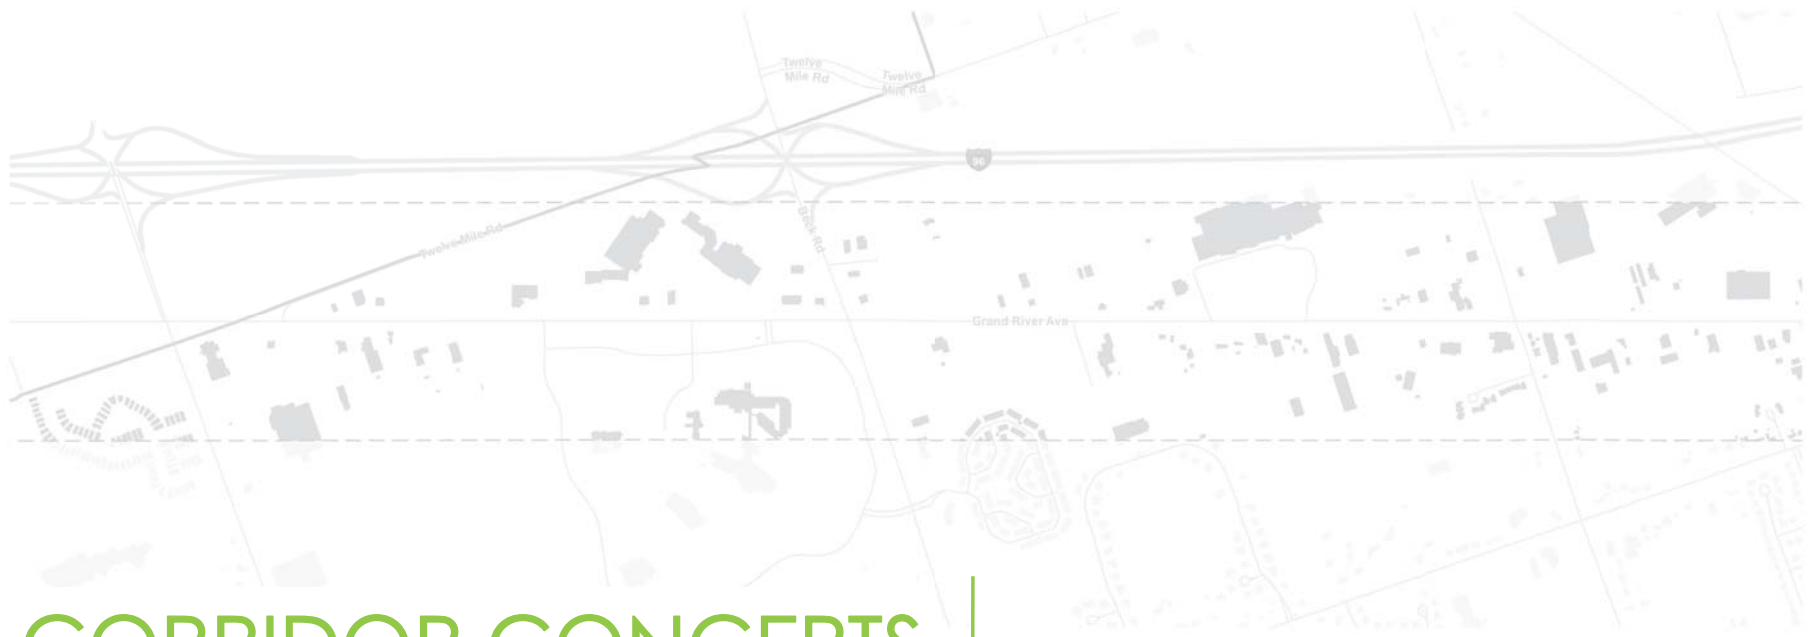 Twelve
Mile Rd
Twelve
Mile Rd
96
Beck Rd
Twelve Mile Rd
Grand River Ave
CORRIDOR CONCEPTS